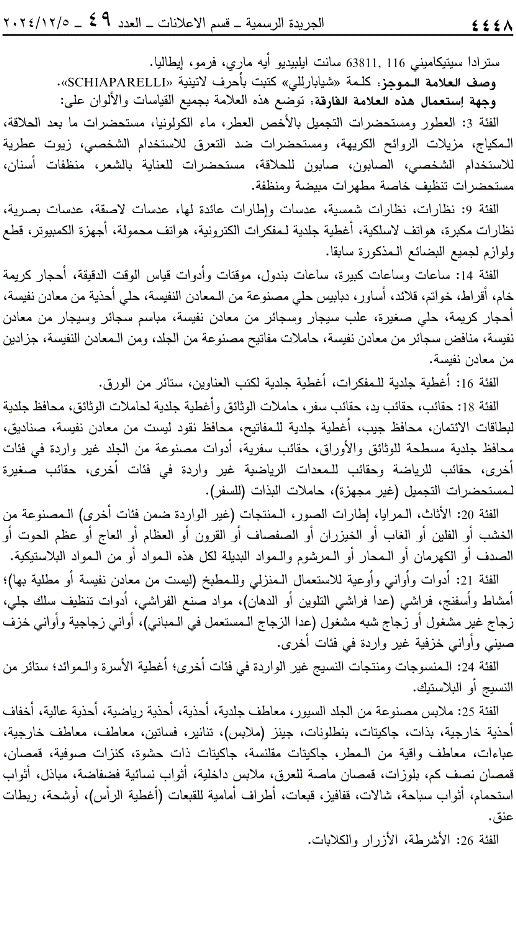 ٤٤٤٨ الجريدة الرسمية ــ قسم الاعلانات ــ العدد ٤٩ ــ ٢٠٢٤/١٢/٥
سترادا سيتيكاميني 116 ,63811 سانت ايلبيديو أيه ماري، فرمو، إيطاليا.
وصف العلامة الموجز: كلمة «شيابارللي» كتبت بأحرف لاتينية «SCHIAPARELLI».
وجهة إستعمال هذه العلامة الفارقة: توضع هذه العلامة بجميع القياسات والألوان على:
الفئة 3: العطور ومستحضرات التجميل بالأخص العطر، ماء الكولونيا، مستحضرات ما بعد الحلاقة،
المكياج، مزيلات الروائح الكريهة، ومستحضرات ضد التعرق للاستخدام الشخصي، زيوت عطرية
للاستخدام الشخصي، الصابون، صابون للحلاقة، مستحضرات للعناية بالشعر، منظفات أسنان،
مستحضرات تنظيف خاصة مطهرات مبيضة ومنظفة.
الفئة 9: نظارات، نظارات شمسية، عدسات وإطارات عائدة لها، عدسات لاصقة، عدسات بصرية،
نظارات مكبرة، هواتف لاسلكية، أغطية جلدية لمفكرات الكترونية، هواتف محمولة، أجهزة الكمبيوتر، قطع
ولوازم لجميع البضائع المذكورة سابقا.
الفئة 14: ساعات وساعات كبيرة، ساعات بندول، موقتات وأدوات قياس الوقت الدقيقة، أحجار كريمة
خام، أقراط، خواتم، قلائد، أساور، دبابيس حلي مصنوعة من المعادن النفيسة، حلي أحذية من معادن نفيسة،
أحجار كريمة، حلي صغيرة، علب سيجار وسجائر من معادن نفيسة، مباسم سجائر وسيجار من معادن
نفيسة، منافض سجائر من معادن نفيسة، حاملات مفاتيح مصنوعة من الجلد، ومن المعادن النفيسة، جزادين
من معادن نفيسة.
الفئة 16: أغطية جلدية للمفكرات، أغطية جلدية لكتب العناوين، ستائر من الورق.
الفئة 18: حقائب، حقائب يد، حقائب سفر، حاملات الوثائق وأغطية جلدية لحاملات الوثائق، محافظ جلدية
لبطاقات الائتمان، محافظ جيب، أغطية جلدية للمفاتيح، محافظ نقود ليست من معادن نفيسة، صناديق،
محافظ جلدية مسطحة للوثائق والأوراق، حقائب سفرية، أدوات مصنوعة من الجلد غير واردة في فئات
أخرى، حقائب للرياضة وحقائب للمعدات الرياضية غير واردة في فئات أخرى، حقائب صغيرة
لمستحضرات التجميل (غير مجهزة)، حاملات البذات (للسفر).
الفئة 20: الأثاث، المرايا، إطارات الصور، المنتجات (غير الواردة ضمن فئات أخرى) المصنوعة من
الخشب أو الفلين أو الغاب أو الخيزران أو الصفصاف أو القرون أو العظام أو العاج أو عظم الحوت أو
الصدف أو الكهرمان أو المحار أو المرشوم والمواد البديلة لكل هذه المواد أو من المواد البلاستيكية.
الفئة 21: أدوات وأواني وأوعية للاستعمال المنزلي وللمطبخ (ليست من معادن نفيسة أو مطلية بها)؛
أمشاط وأسفنج، فراشي (عدا فراشي التلوين أو الدهان)، مواد صنع الفراشي، أدوات تنظيف سلك جلي،
زجاج غير مشغول أو زجاج شبه مشغول (عدا الزجاج المستعمل في المباني)، أواني زجاجية وأواني خزف
صيني وأواني خزفية غير واردة في فئات أخرى.
الفئة 24: المنسوجات ومنتجات النسيج غير الواردة في فئات أخرى؛ أغطية الأسرة والموائد؛ ستائر من
النسيج أو البلاستيك.
الفئة 25: ملابس مصنوعة من الجلد السيور، معاطف جلدية، أحذية، أحذية رياضية، أحذية عالية، أخفاف
أحذية خارجية، بذات، جاكيتات، بنطلونات، جينز (ملابس)، تنانير، فساتين، معاطف، معاطف خارجية،
عباءات، معاطف واقية من المطر، جاكيتات مقلنسة، جاكيتات ذات حشوة، كنزات صوفية، قمصان،
قمصان نصف كم، بلوزات، قمصان ماصة للعرق، ملابس داخلية، أثواب نسائية فضفاضة، مباذل، أثواب
استحمام، أثواب سباحة، شالات، قفافيز، قبعات، أطراف أمامية للقبعات (أغطية الرأس)، أوشحة، ربطات
عنق.
الفئة 26: الأشرطة، الأزرار والكلابات.